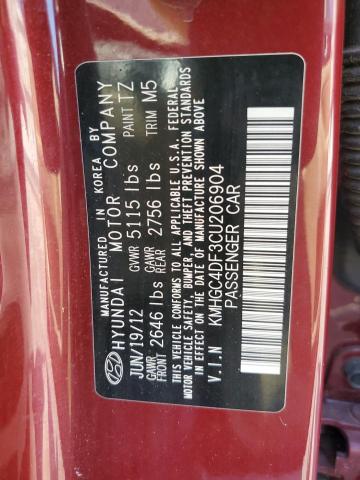 MANUFACTURED IN KOREA BY
HYUNDAI MOTOR COMPANY
JUN/19/12 GVWR 5115 lbs PAINT TZ
GAWR FRONT 2646 lbs GAWR REAR 2756 lbs TRIM M5
THIS VEHICLE CONFORMS TO ALL APPLICABLE U.S.A. FEDERAL
MOTOR VEHICLE SAFETY, BUMPER, AND THEFT PREVENTION STANDARDS
IN EFFECT ON THE DATE OF MANUFACTURE SHOWN ABOVE
V.I.N KMHGC4DF3CU206904
PASSENGER CAR